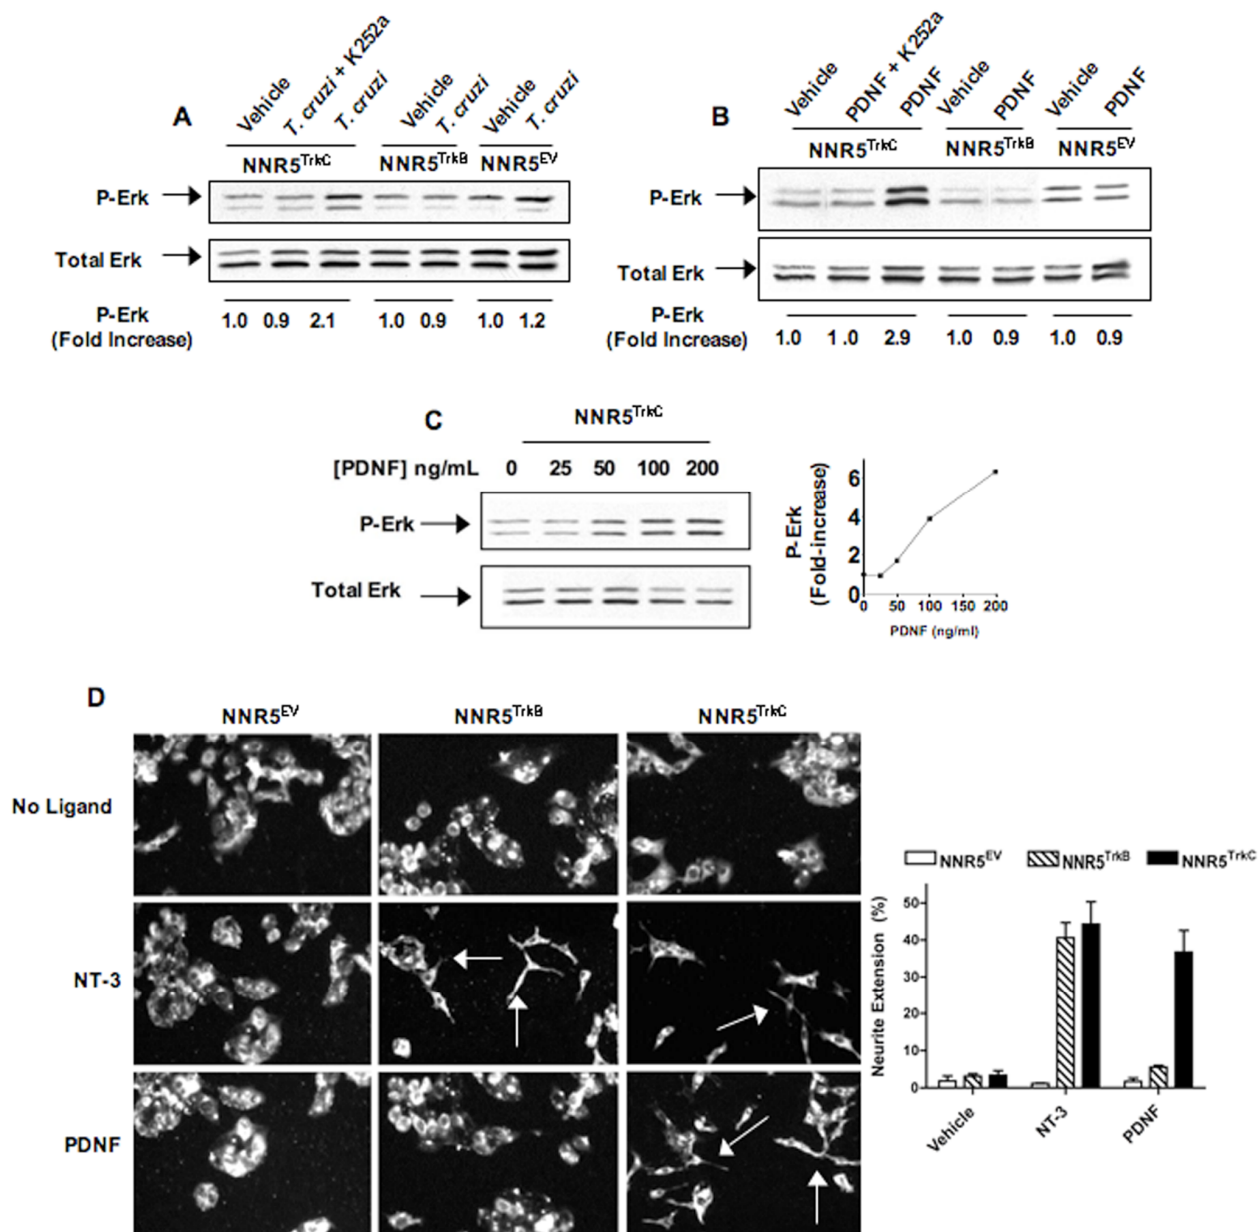 A
Vehicle
T. cruzi + K252a
T. cruzi
Vehicle
T. cruzi
Vehicle
T. cruzi
NNR5TrkC NNR5TrkB NNR5EV
P-Erk
Total Erk
P-Erk
(Fold Increase)
1.0 0.9 2.1 1.0 0.9 1.0 1.2
B
Vehicle
PDNF + K252a
PDNF
Vehicle
PDNF
Vehicle
PDNF
NNR5TrkC NNR5TrkB NNR5EV
P-Erk
Total Erk
P-Erk
(Fold Increase)
1.0 1.0 2.9 1.0 0.9 1.0 0.9
C
NNR5TrkC
[PDNF] ng/mL 0 25 50 100 200
P-Erk
Total Erk
P-Erk
(Fold-increase)
6
4
2
0
0 50 100 150 200
PDNF (ng/ml)
D
NNR5EV NNR5TrkB NNR5TrkC
No Ligand
NT-3
PDNF
NNR5EV NNR5TrkB NNR5TrkC
Neurite Extension (%)
50
40
30
20
10
0
Vehicle
NT-3
PDNF